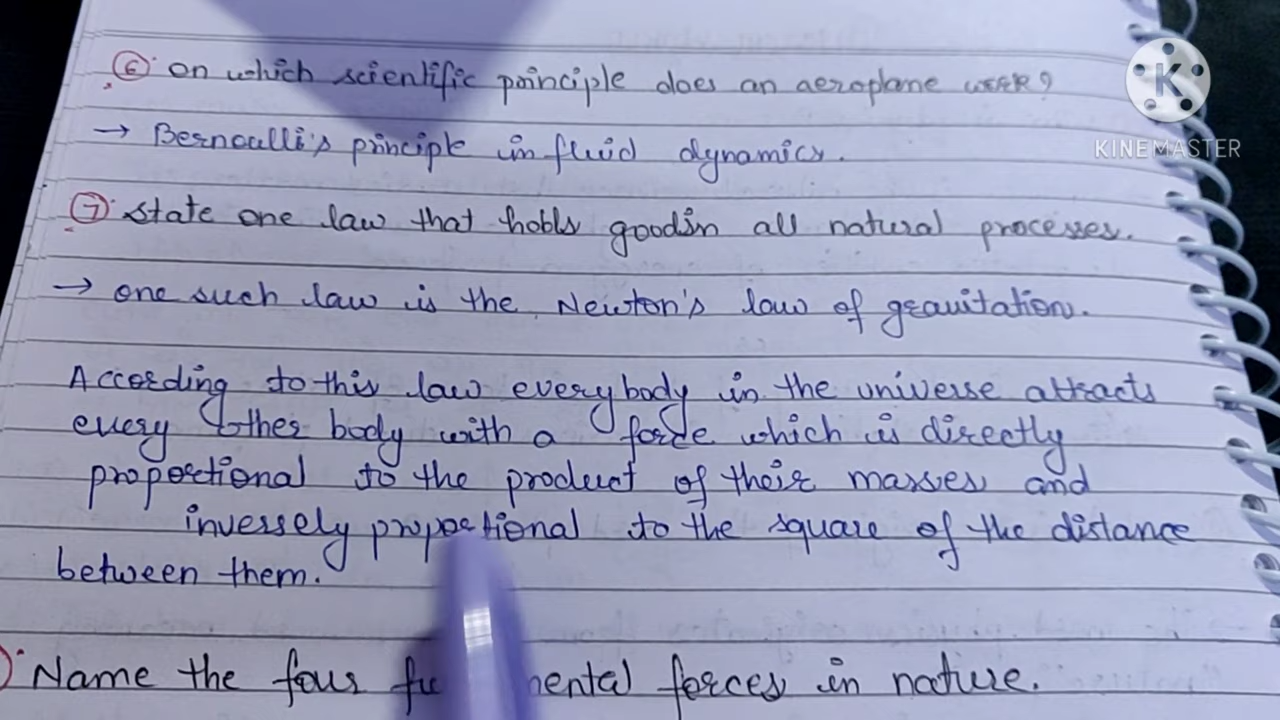 6 on which scientific principle does an aeroplane work?
→ Bernoulli's principle in fluid dynamics.
7 State one law that holds good in all natural processes.
→ one such law is the Newton's law of gravitation.
According to this law every body in the universe attracts
every other body with a force which is directly
proportional to the product of their masses and
inversely proportional to the square of the distance
between them.
Name the four forces in nature.
KINEMASTER